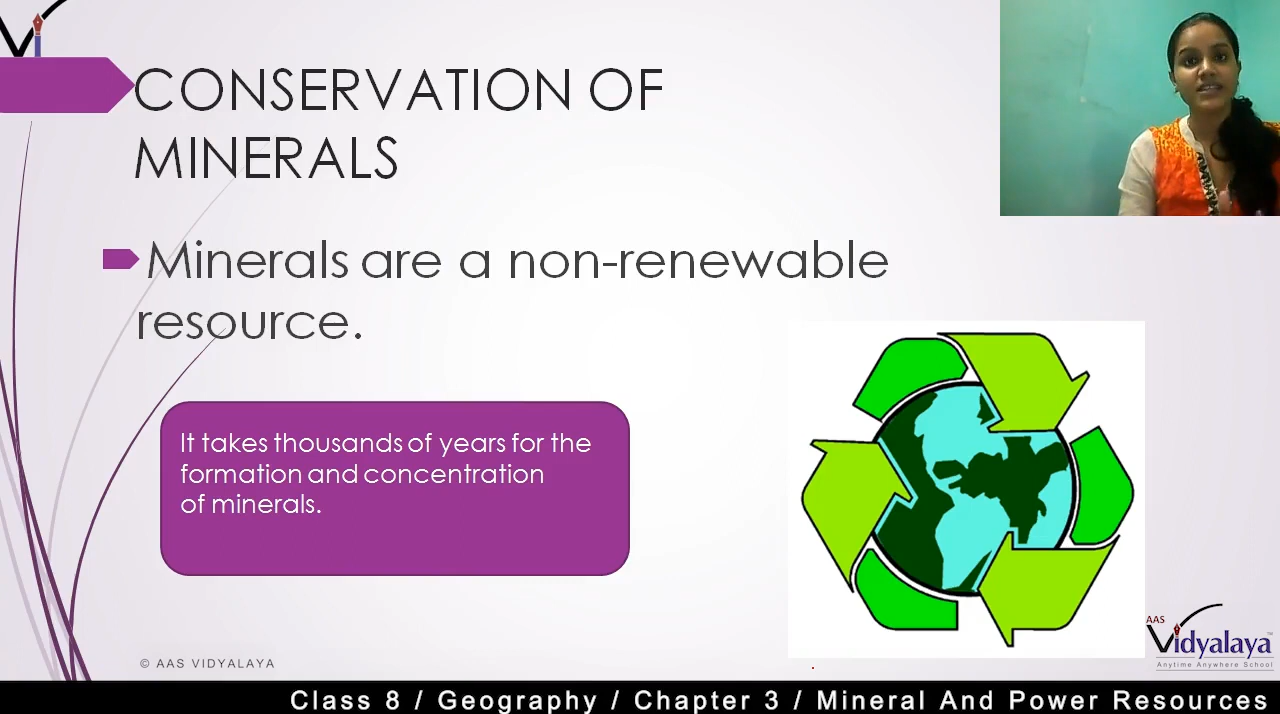 CONSERVATION OF
MINERALS
Minerals are a non-renewable
resource.
It takes thousands of years for the
formation and concentration
of minerals.
© AAS VIDYALAYA
AAS
Vidyalaya
Anytime Anywhere School
Class 8 / Geography / Chapter 3 / Mineral And Power Resources